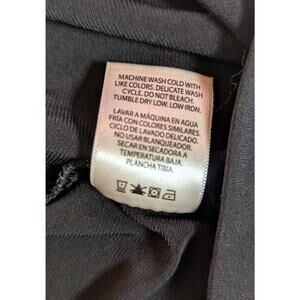 MACHINE WASH COLD WITH
LIKE COLORS. DELICATE WASH
CYCLE. DO NOT BLEACH.
TUMBLE DRY LOW. LOW IRON.
LAVAR A MÁQUINA EN AGUA
FRÍA CON COLORES SIMILARES.
CICLO DE LAVADO DELICADO.
NO USAR BLANQUEADOR.
SECAR EN SECADORA A
TEMPERATURA BAJA.
PLANCHA TIBIA.